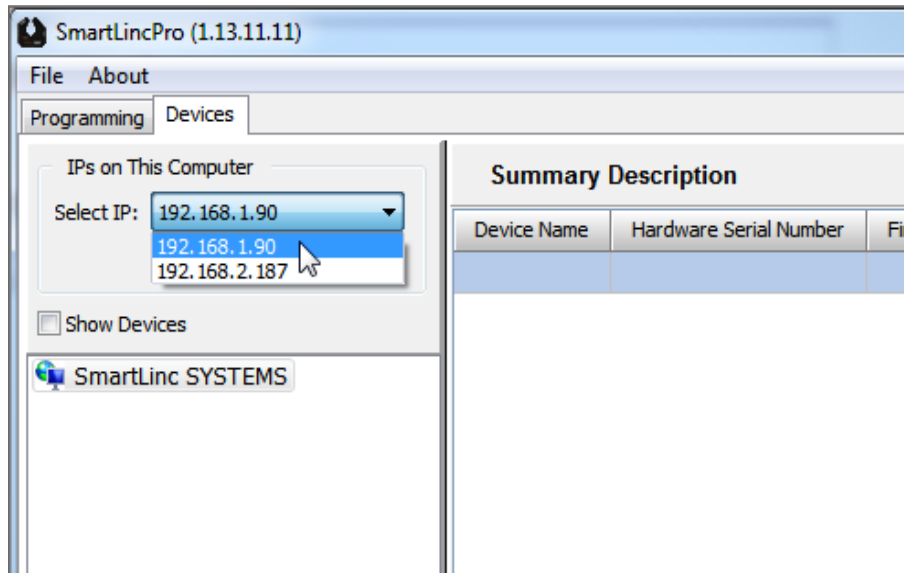 SmartLincPro (1.13.11.11)
File About
Programming Devices
IPs on This Computer
Select IP: 192.168.1.90
192.168.1.90
192.168.2.187
Show Devices
SmartLinc SYSTEMS
Summary Description
Device Name Hardware Serial Number